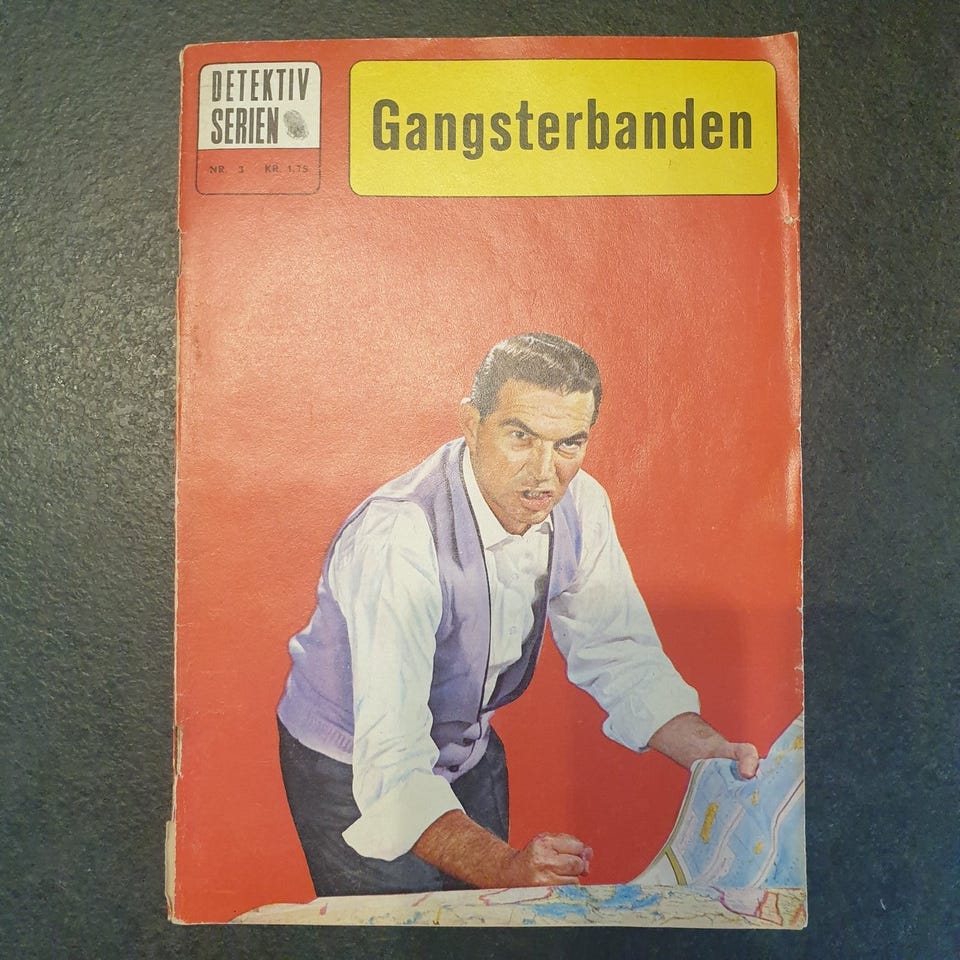 DETEKTIV
SERIEN
NR. 3 KR. 1.75
Gangsterbanden